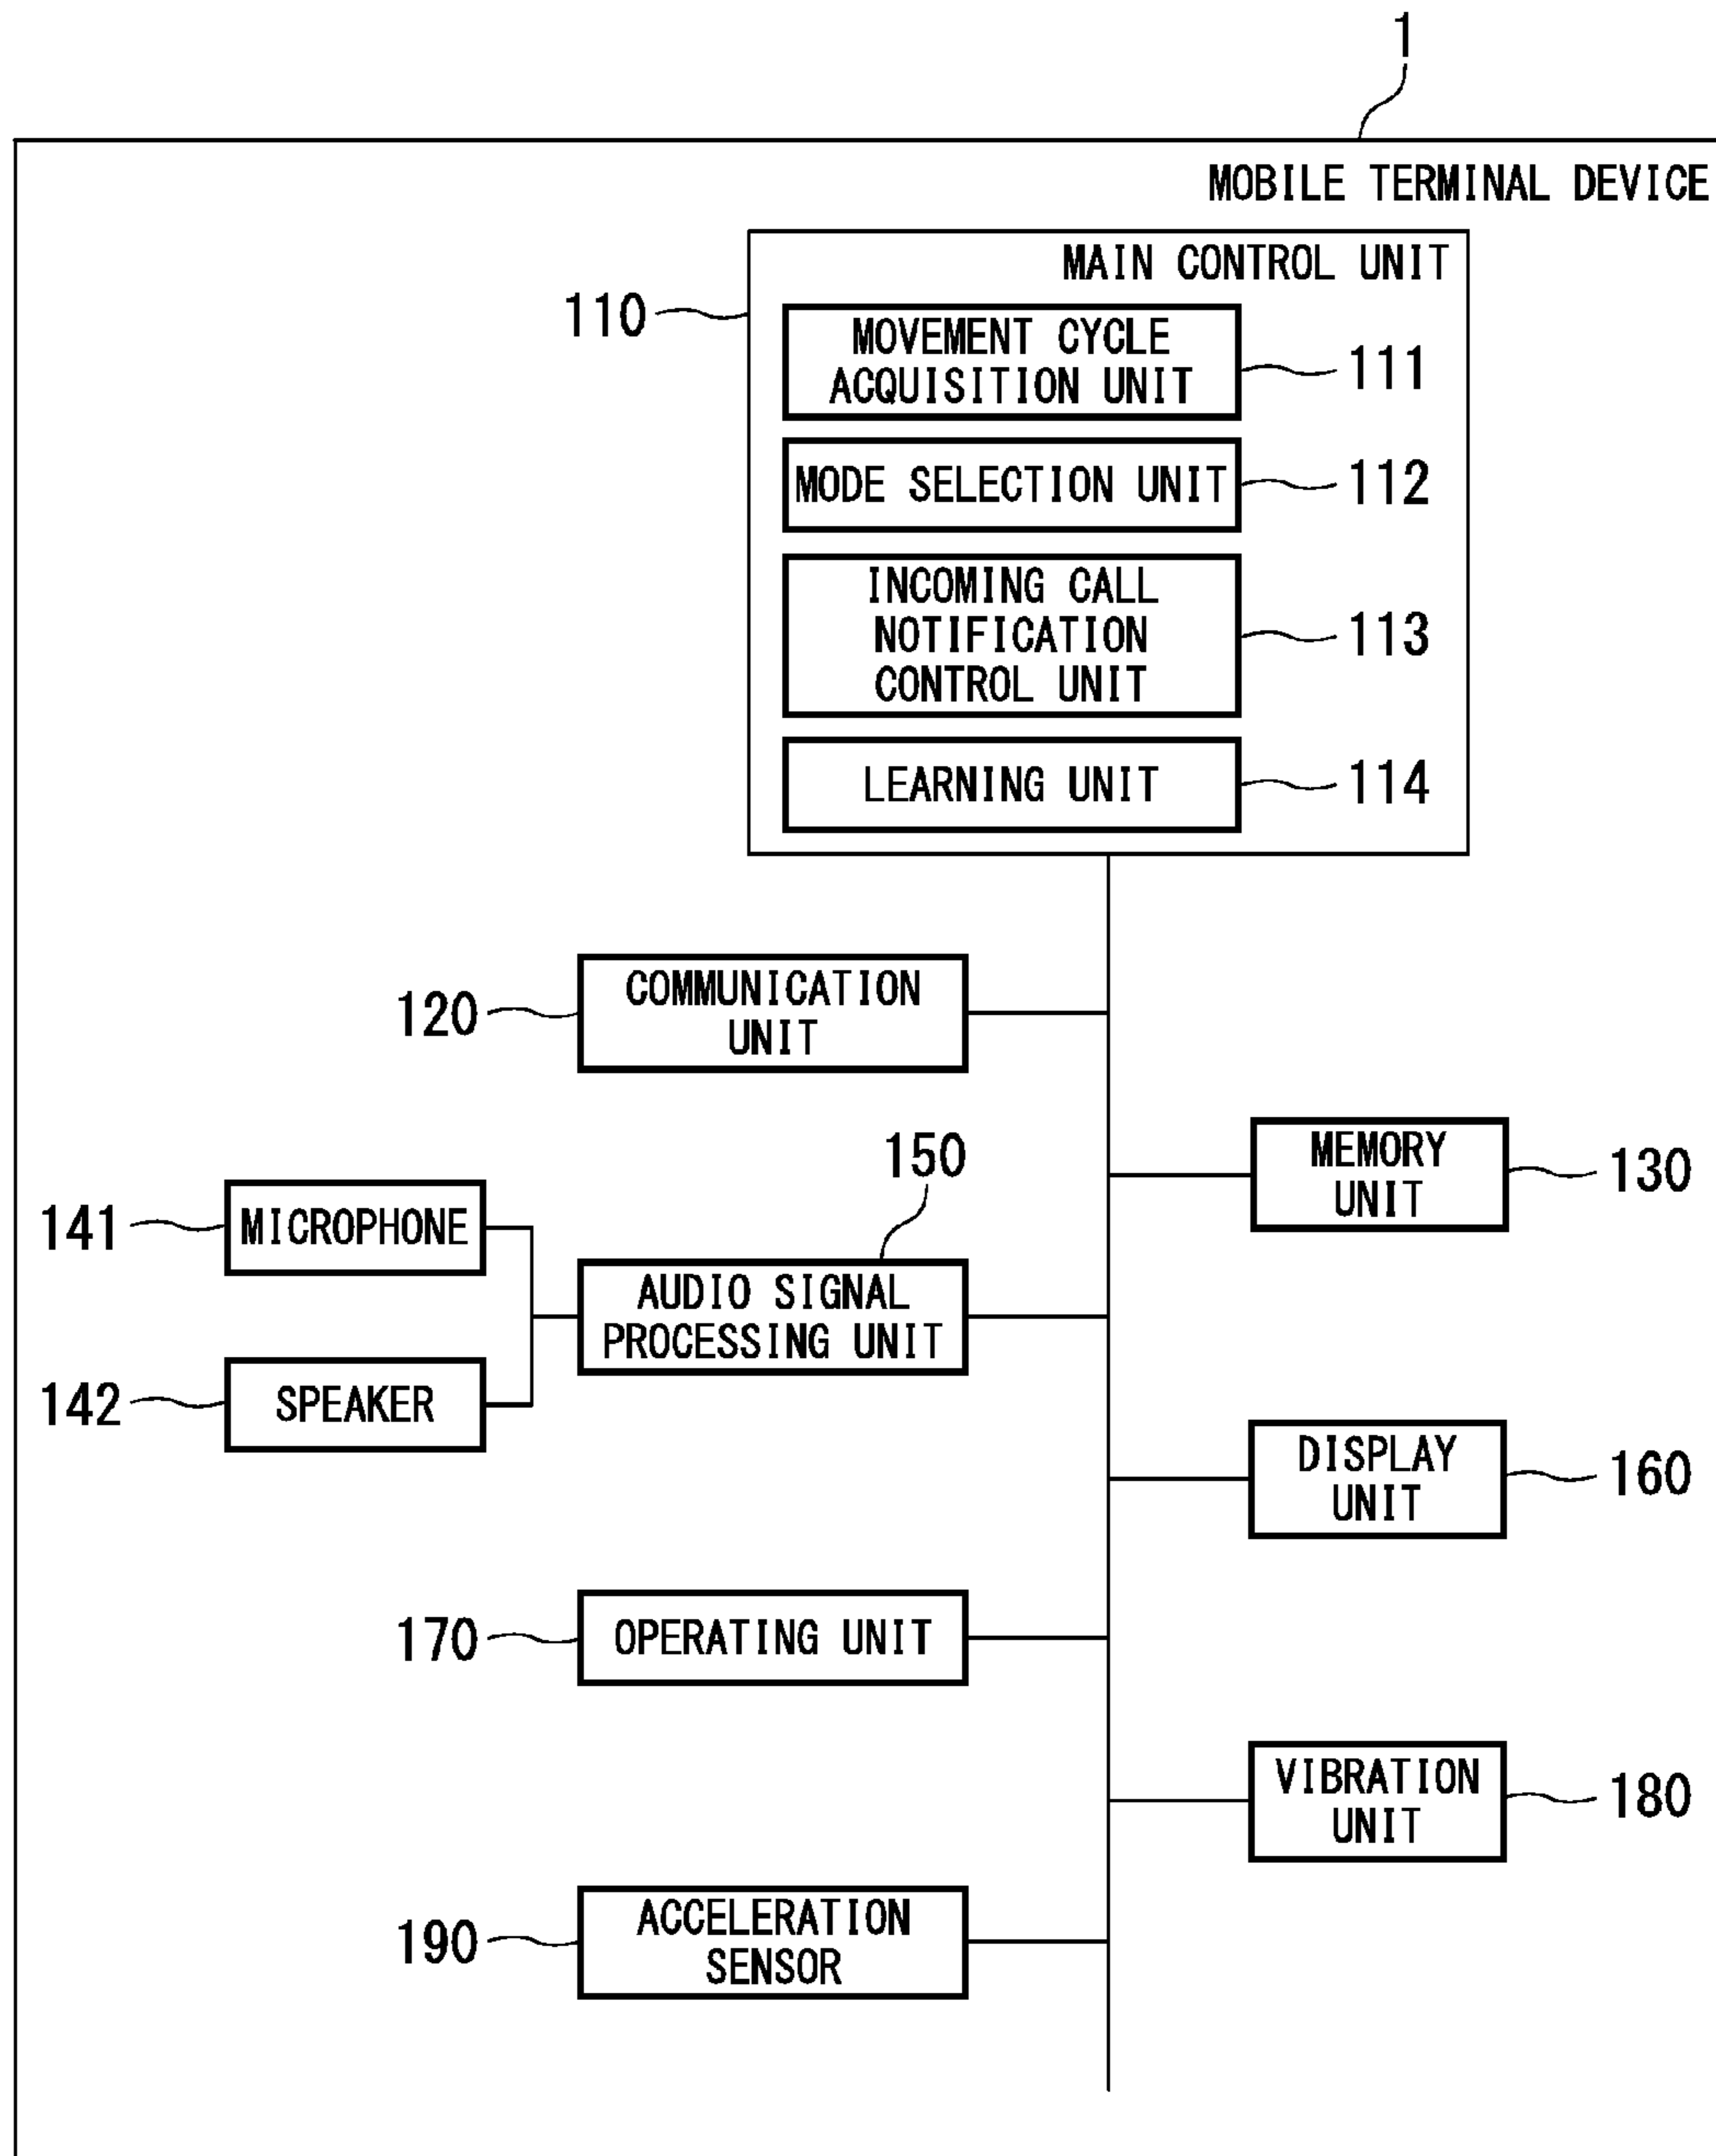 1
MOBILE TERMINAL DEVICE
MAIN CONTROL UNIT
110
MOVEMENT CYCLE
ACQUISITION UNIT
111
MODE SELECTION UNIT
112
INCOMING CALL
NOTIFICATION
CONTROL UNIT
113
LEARNING UNIT
114
120
COMMUNICATION
UNIT
MEMORY
UNIT
130
150
141
MICROPHONE
AUDIO SIGNAL
PROCESSING UNIT
142
SPEAKER
DISPLAY
UNIT
160
170
OPERATING UNIT
VIBRATION
UNIT
180
190
ACCELERATION
SENSOR